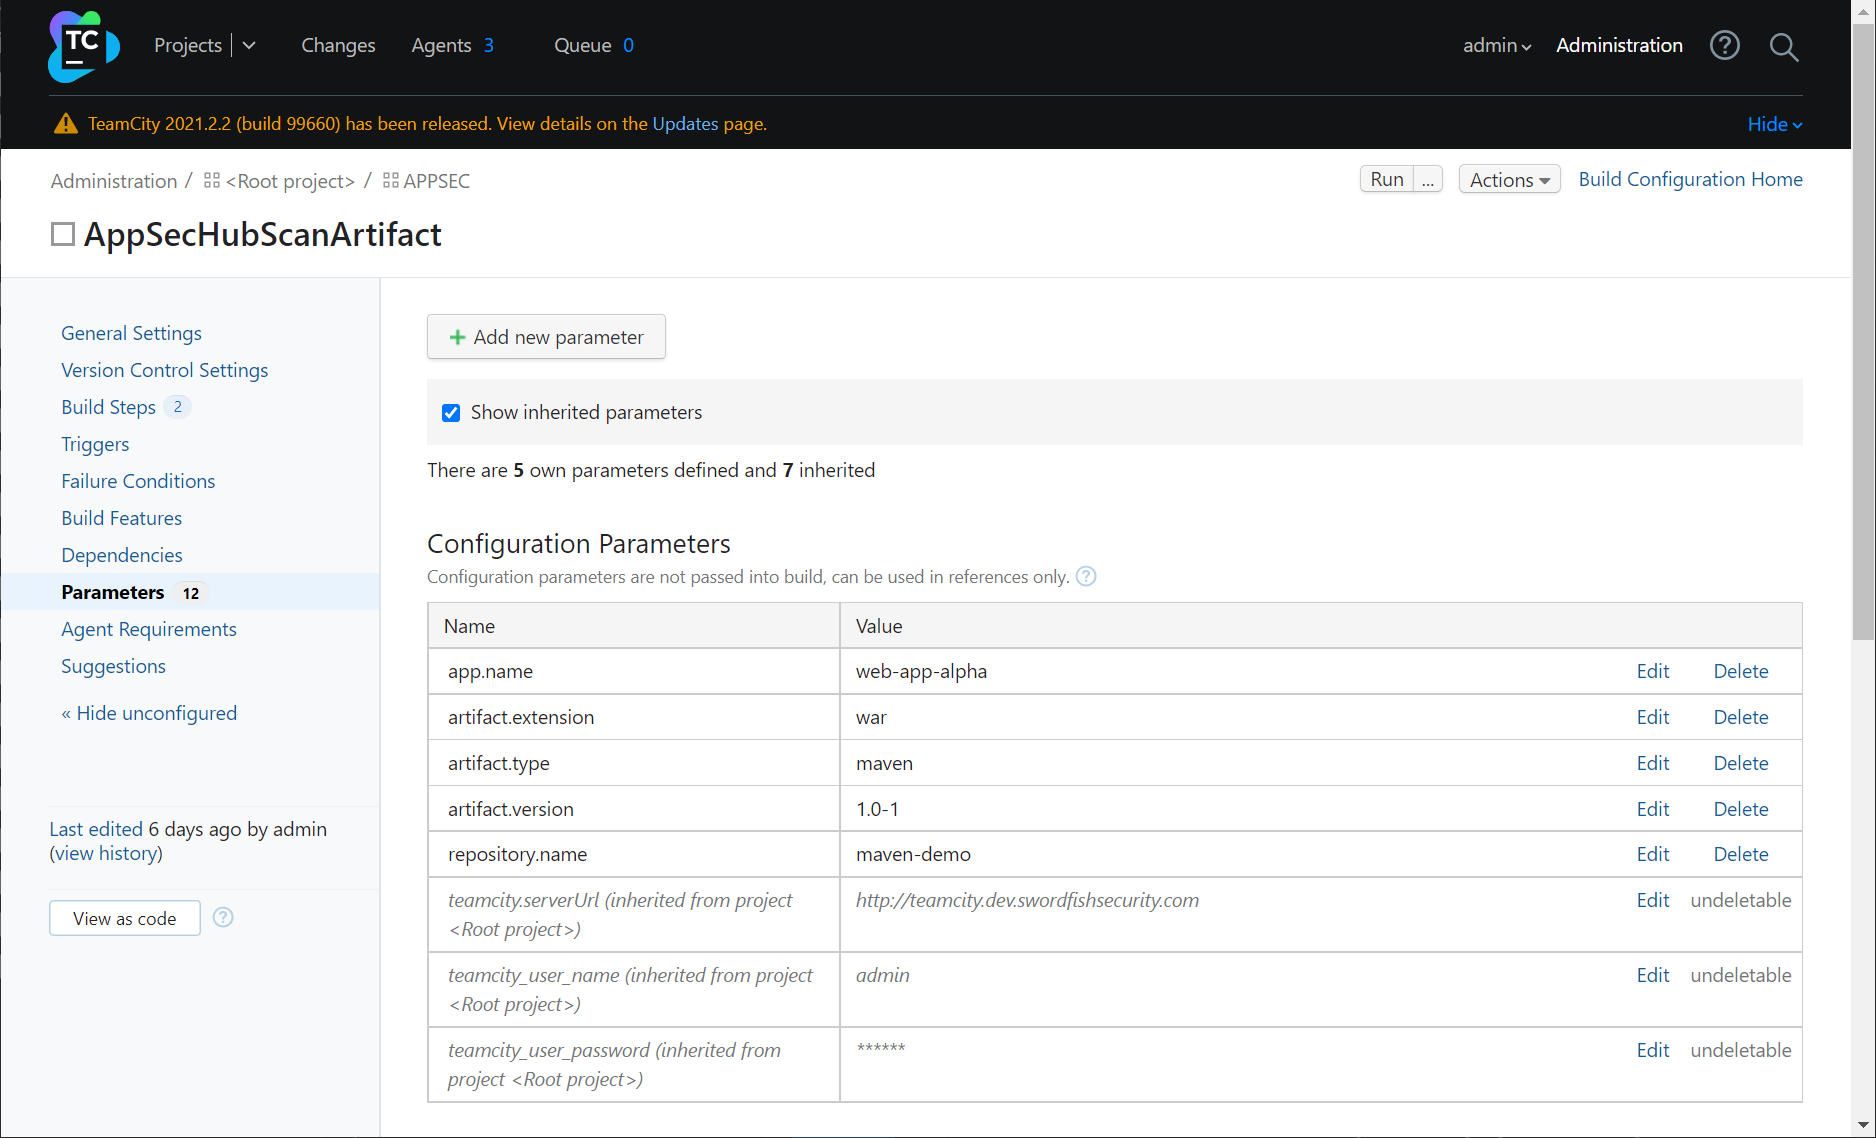 TC
Projects
Changes
Agents 3
Queue 0
admin
Administration
TeamCity 2021.2.2 (build 99660) has been released. View details on the Updates page.
Hide
Administration / <Root project> / APPSEC
Run ...
Actions
Build Configuration Home
AppSecHubScanArtifact
General Settings
Version Control Settings
Build Steps 2
Triggers
Failure Conditions
Build Features
Dependencies
Parameters 12
Agent Requirements
Suggestions
« Hide unconfigured
Last edited 6 days ago by admin
(view history)
View as code ?
+ Add new parameter
Show inherited parameters
There are 5 own parameters defined and 7 inherited
Configuration Parameters
Configuration parameters are not passed into build, can be used in references only. ?
Name Value
app.name web-app-alpha Edit Delete
artifact.extension war Edit Delete
artifact.type maven Edit Delete
artifact.version 1.0-1 Edit Delete
repository.name maven-demo Edit Delete
teamcity.serverUrl (inherited from project http://teamcity.dev.swordfishsecurity.com Edit undeletable
<Root project>)
teamcity_user_name (inherited from project admin Edit undeletable
<Root project>)
teamcity_user_password (inherited from ****** Edit undeletable
project <Root project>)